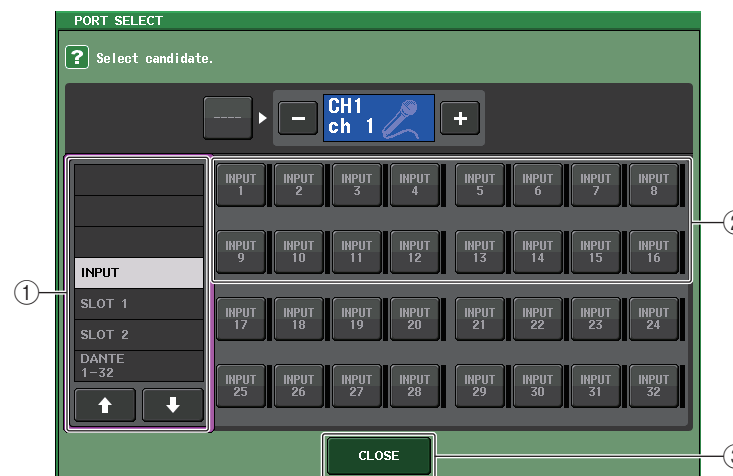 PORT SELECT
? Select candidate.
---- − CH1 +
ch 1
INPUT
SLOT 1
SLOT 2
DANTE
1-32
INPUT 1 INPUT 2 INPUT 3 INPUT 4 INPUT 5 INPUT 6 INPUT 7 INPUT 8
INPUT 9 INPUT 10 INPUT 11 INPUT 12 INPUT 13 INPUT 14 INPUT 15 INPUT 16
INPUT 17 INPUT 18 INPUT 19 INPUT 20 INPUT 21 INPUT 22 INPUT 23 INPUT 24
INPUT 25 INPUT 26 INPUT 27 INPUT 28 INPUT 29 INPUT 30 INPUT 31 INPUT 32
CLOSE
1
2
3